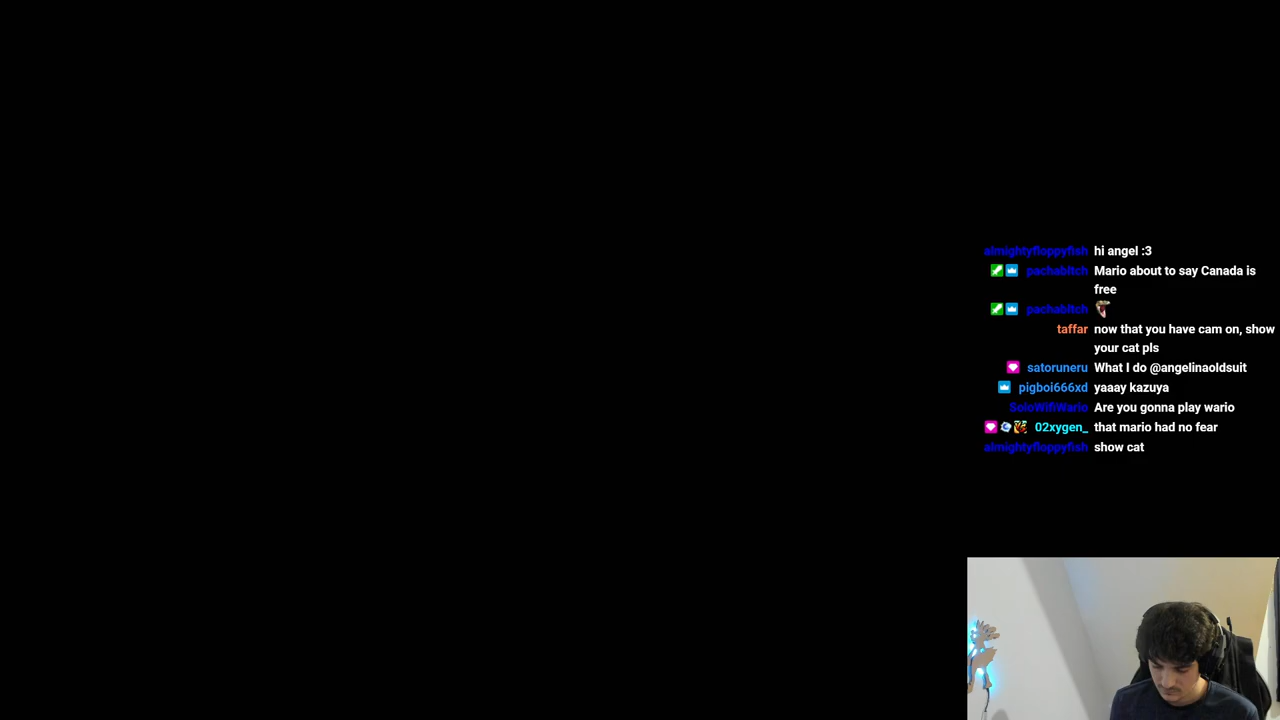 almightyfloppyfish hi angel :3
pachabitch Mario about to say Canada is
free
pachabitch
taffar now that you have cam on, show
your cat pls
satoruneru What I do @angelinaoldsuit
pigboi666xd yaaay kazuya
SoloWifiWario Are you gonna play wario
02xygen_ that mario had no fear
almightyfloppyfish show cat